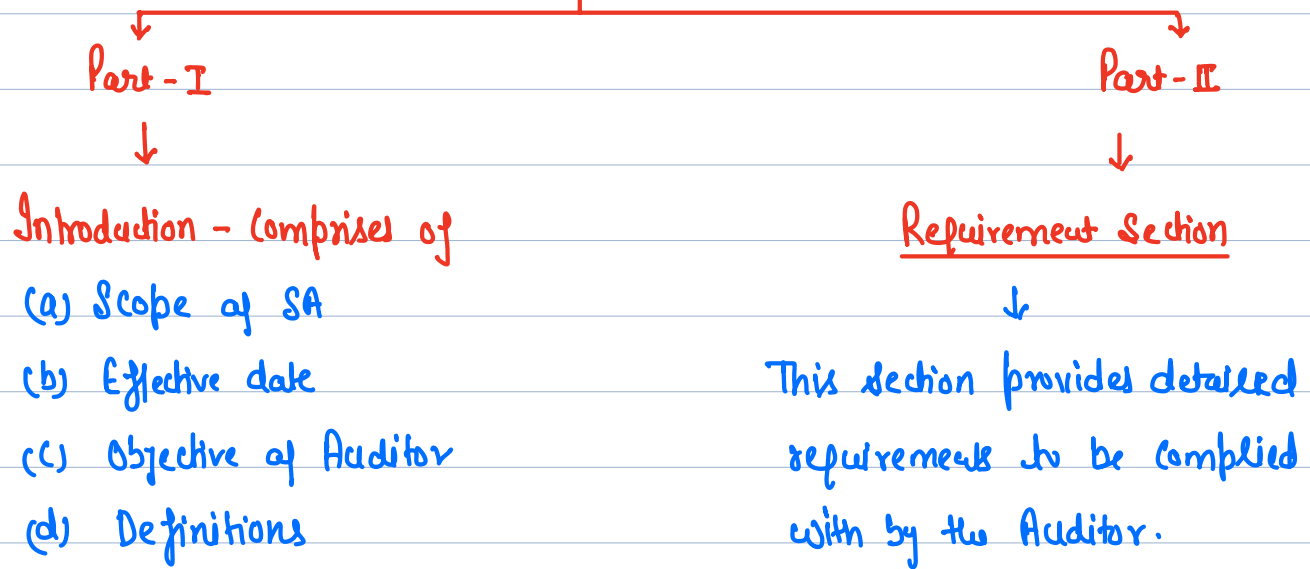 Part - I
Introduction - Comprises of
(a) Scope of SA
(b) Effective date
(c) Objective of Auditor
(d) Definitions
Part - II
Requirement Section
This section provides detailed
requirements to be complied
with by the Auditor.